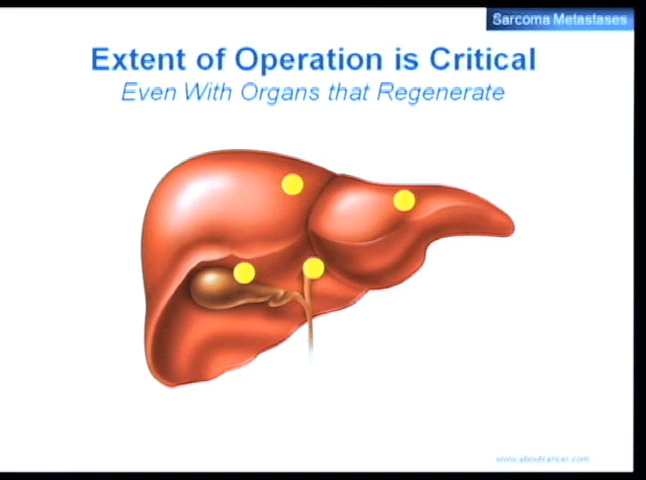 Sarcoma Metastases
Extent of Operation is Critical
Even With Organs that Regenerate
www.aboutcancer.com